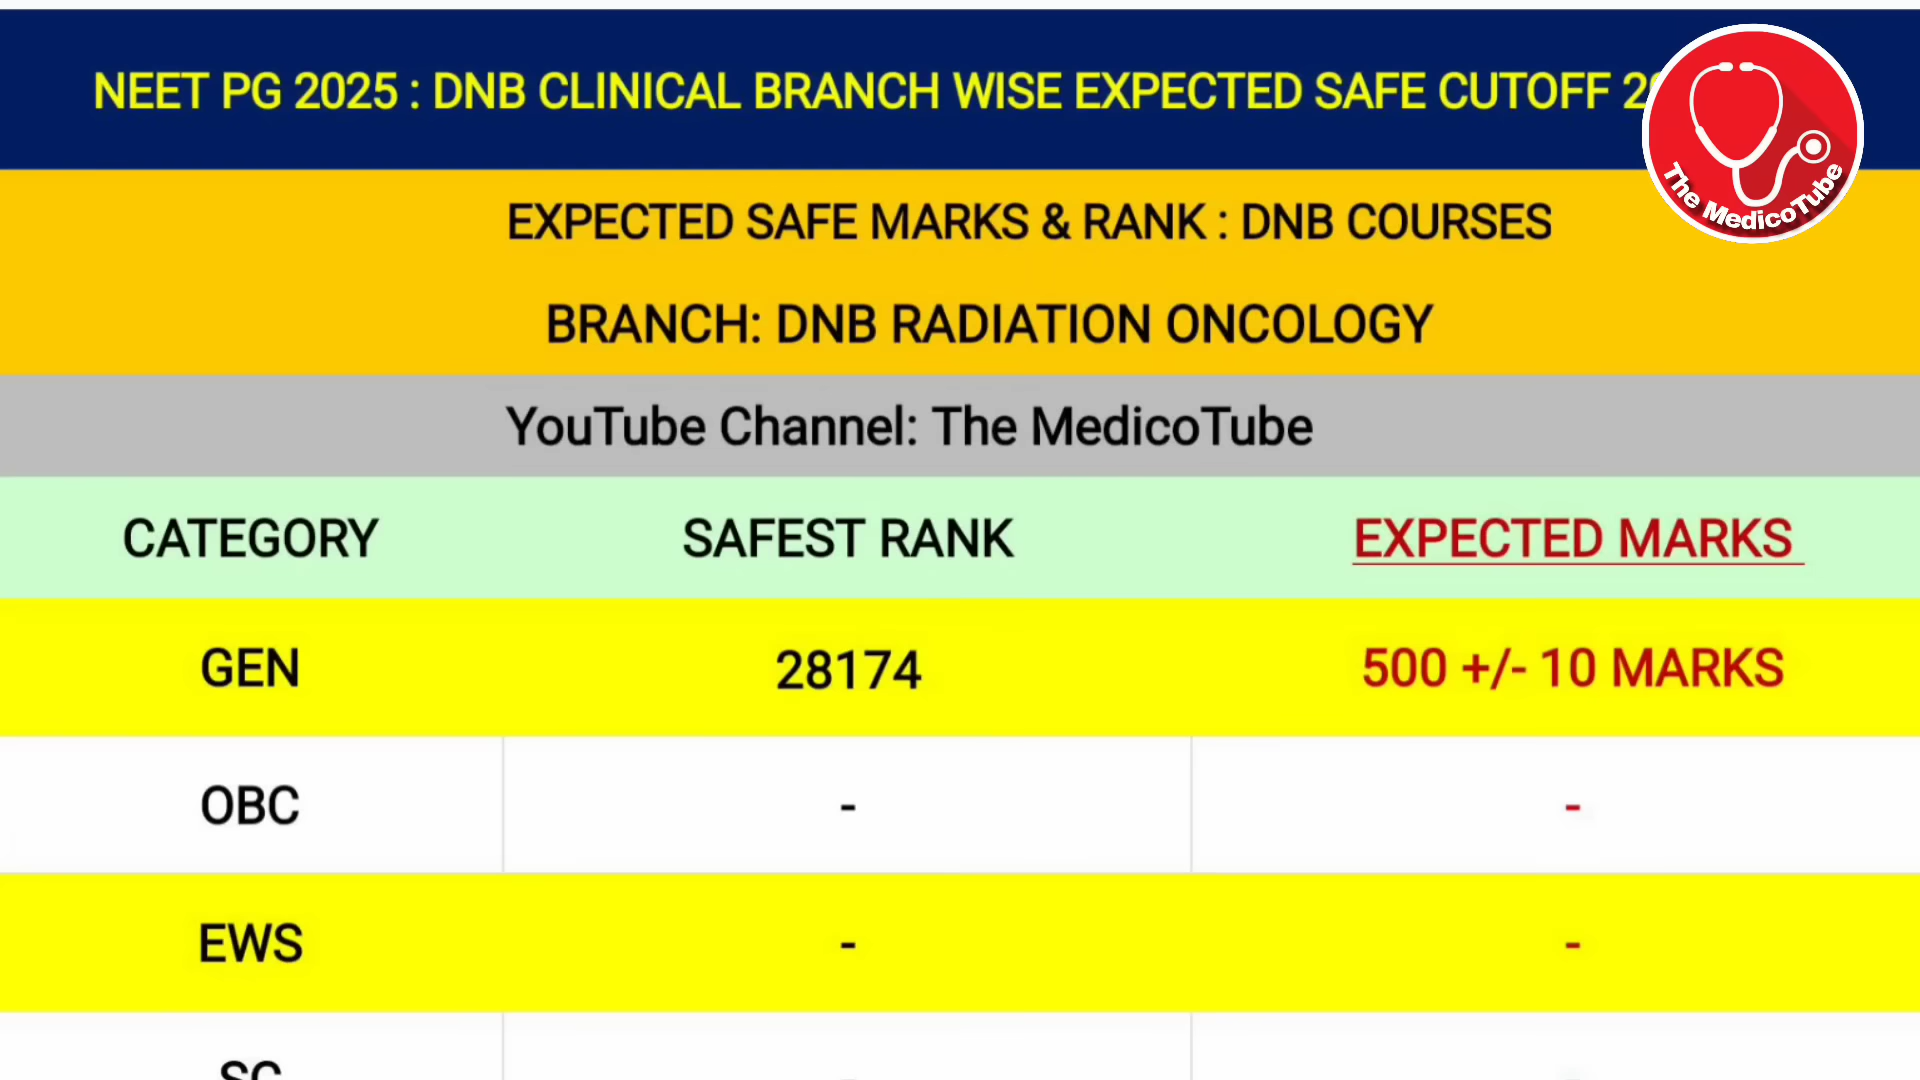 NEET PG 2025 : DNB CLINICAL BRANCH WISE EXPECTED SAFE CUTOFF
The MedicoTube
EXPECTED SAFE MARKS & RANK : DNB COURSES
BRANCH: DNB RADIATION ONCOLOGY
YouTube Channel: The MedicoTube
CATEGORY SAFEST RANK EXPECTED MARKS
GEN 28174 500 +/- 10 MARKS
OBC - -
EWS - -
SC - -